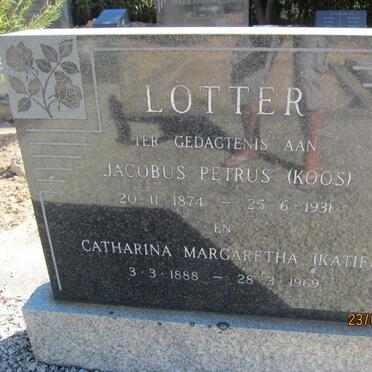 LÖTTER
TER GEDAGTENIS AAN
JACOBUS PETRUS (KOOS)
20·11·1874 – 25·6·1931
EN
CATHARINA MARGARETHA (KATIE
3·3·1888 – 28·3·1969
23/